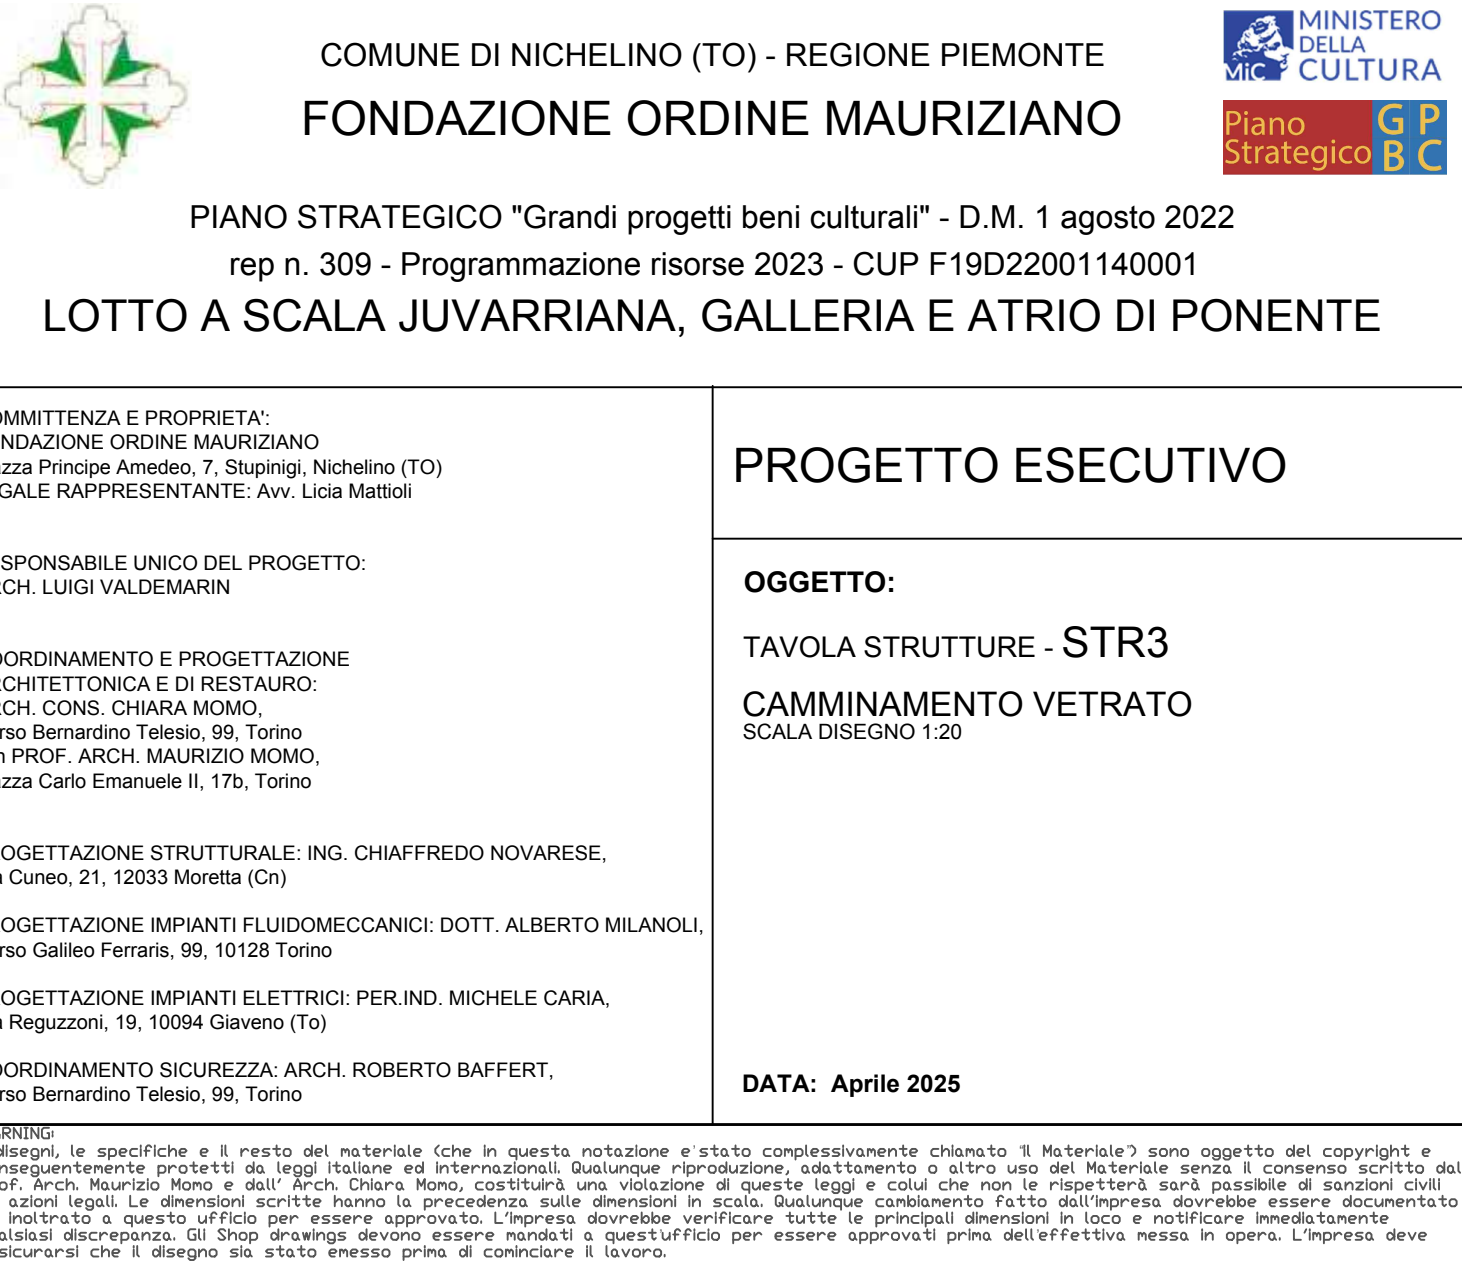 COMUNE DI NICHELINO (TO) - REGIONE PIEMONTE
FONDAZIONE ORDINE MAURIZIANO
MiC MINISTERO
DELLA
CULTURA
Piano
Strategico
G P
B C
PIANO STRATEGICO "Grandi progetti beni culturali" - D.M. 1 agosto 2022
rep n. 309 - Programmazione risorse 2023 - CUP F19D22001140001
LOTTO A SCALA JUVARRIANA, GALLERIA E ATRIO DI PONENTE
OMMITTENZA E PROPRIETA':
NDAZIONE ORDINE MAURIZIANO
zza Principe Amedeo, 7, Stupinigi, Nichelino (TO)
GALE RAPPRESENTANTE: Avv. Licia Mattioli
SPONSABILE UNICO DEL PROGETTO:
CH. LUIGI VALDEMARIN
OORDINAMENTO E PROGETTAZIONE
CHITETTONICA E DI RESTAURO:
CH. CONS. CHIARA MOMO,
rso Bernardino Telesio, 99, Torino
n PROF. ARCH. MAURIZIO MOMO,
zza Carlo Emanuele II, 17b, Torino
OGETTAZIONE STRUTTURALE: ING. CHIAFFREDO NOVARESE,
a Cuneo, 21, 12033 Moretta (Cn)
OGETTAZIONE IMPIANTI FLUIDOMECCANICI: DOTT. ALBERTO MILANOLI,
rso Galileo Ferraris, 99, 10128 Torino
OGETTAZIONE IMPIANTI ELETTRICI: PER.IND. MICHELE CARIA,
a Reguzzoni, 19, 10094 Giaveno (To)
OORDINAMENTO SICUREZZA: ARCH. ROBERTO BAFFERT,
rso Bernardino Telesio, 99, Torino
PROGETTO ESECUTIVO
OGGETTO:
TAVOLA STRUTTURE - STR3
CAMMINAMENTO VETRATO
SCALA DISEGNO 1:20
DATA: Aprile 2025
RNING:
disegni, le specifiche e il resto del materiale (che in questa notazione e'stato complessivamente chiamato "Il Materiale") sono oggetto del copyright e
nseguentemente protetti da leggi italiane ed internazionali. Qualunque riproduzione, adattamento o altro uso del Materiale senza il consenso scritto dal
of. Arch. Maurizio Momo e dall' Arch. Chiara Momo, costituirà una violazione di queste leggi e colui che non le rispetterà sarà passibile di sanzioni civili
azioni legali. Le dimensioni scritte hanno la precedenza sulle dimensioni in scala. Qualunque cambiamento fatto dall'impresa dovrebbe essere documentato
inoltrato a questo ufficio per essere approvato. L'impresa dovrebbe verificare tutte le principali dimensioni in loco e notificare immediatamente
alsiasi discrepanza. Gli Shop drawings devono essere mandati a quest'ufficio per essere approvati prima dell'effettiva messa in opera. L'impresa deve
sicurarsi che il disegno sia stato emesso prima di cominciare il lavoro.